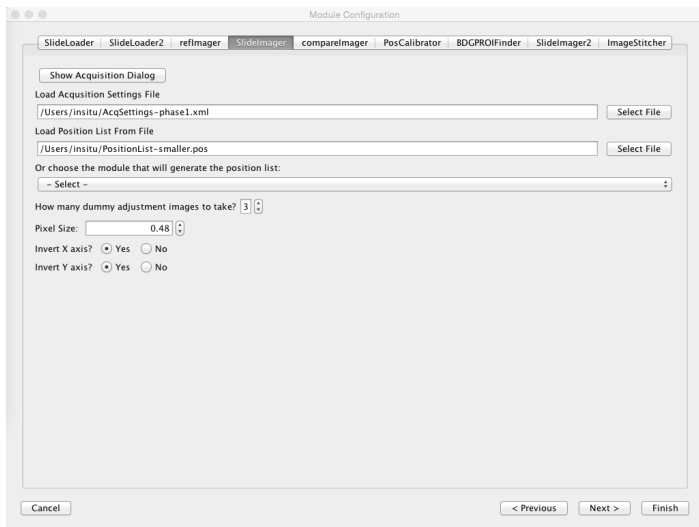 Module Configuration
SlideLoader SlideLoader2 refImager SlideImager compareImager PosCalibrator BDGPROIFinder SlideImager2 ImageStitcher
Show Acquisition Dialog
Load Acqusition Settings File
/Users/insitu/AcqSettings-phase1.xml Select File
Load Position List From File
/Users/insitu/PositionList-smaller.pos Select File
Or choose the module that will generate the position list:
- Select -
How many dummy adjustment images to take? 3
Pixel Size: 0.48
Invert X axis? Yes No
Invert Y axis? Yes No
Cancel < Previous Next > Finish